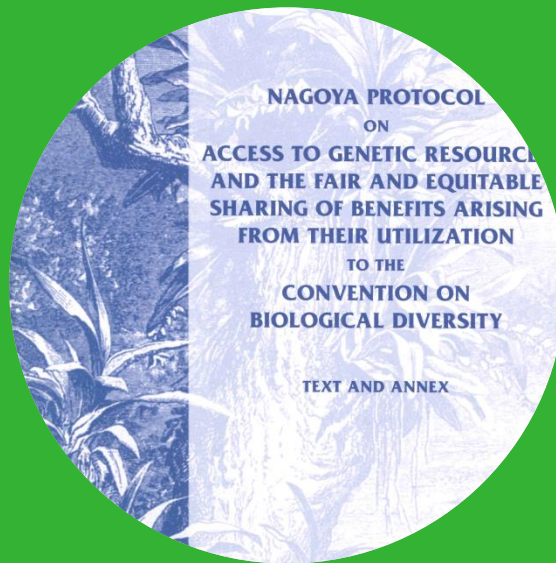 NAGOYA PROTOCOL
ON
ACCESS TO GENETIC RESOURCE
AND THE FAIR AND EQUITABLE
SHARING OF BENEFITS ARISING
FROM THEIR UTILIZATION
TO THE
CONVENTION ON
BIOLOGICAL DIVERSITY
TEXT AND ANNEX